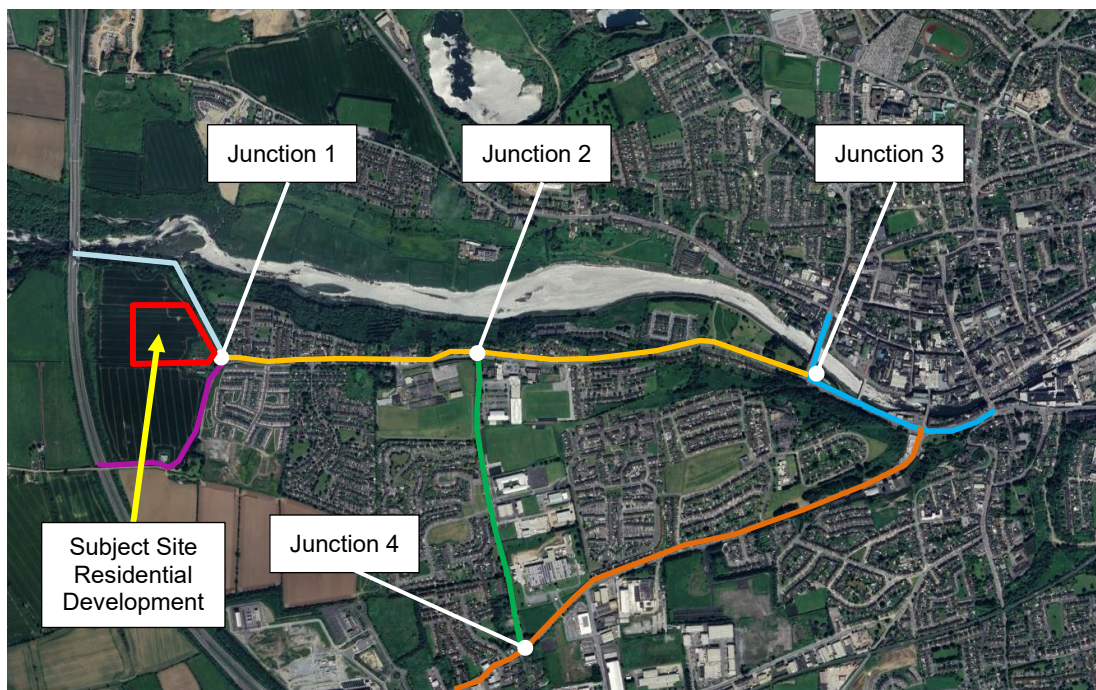 Junction 1
Junction 2
Junction 3
Junction 4
Subject Site
Residential
Development